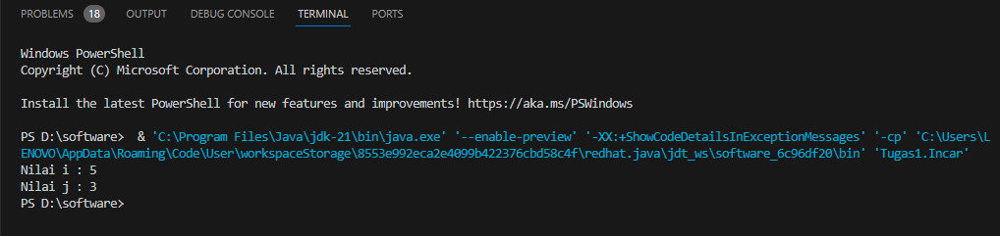 PROBLEMS 18 OUTPUT DEBUG CONSOLE TERMINAL PORTS
Windows PowerShell
Copyright (C) Microsoft Corporation. All rights reserved.
Install the latest PowerShell for new features and improvements! https://aka.ms/PSWindows
PS D:\software>  & 'C:\Program Files\Java\jdk-21\bin\java.exe' '--enable-preview' '-XX:+ShowCodeDetailsInExceptionMessages' '-cp' 'C:\Users\L
ENOVO\AppData\Roaming\Code\User\workspaceStorage\8553e992eca2e4099b422376cbd58c4f\redhat.java\jdt_ws\software_6c96df20\bin' 'Tugas1.Incar'
Nilai i : 5
Nilai j : 3
PS D:\software>